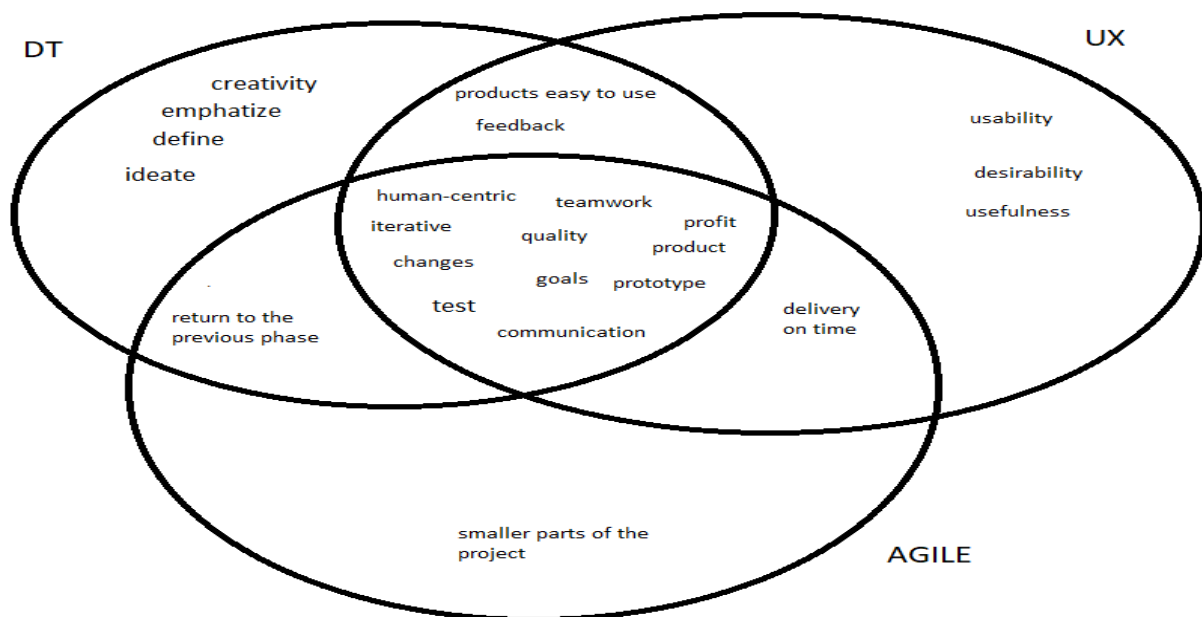 DT
UX
creativity
emphatize
define
ideate
products easy to use
feedback
usability
desirability
usefulness
human-centric
teamwork
iterative
quality
profit
product
changes
goals
prototype
test
communication
return to the
previous phase
delivery
on time
smaller parts of the
project
AGILE